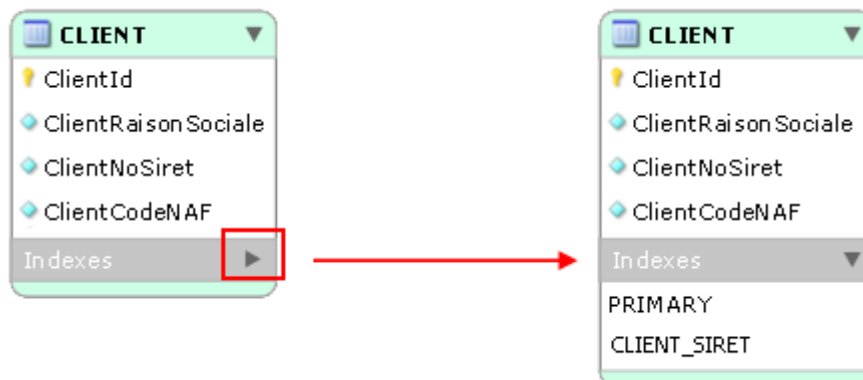 CLIENT
ClientId
ClientRaisonSociale
ClientNoSiret
ClientCodeNAF
Indexes
CLIENT
ClientId
ClientRaisonSociale
ClientNoSiret
ClientCodeNAF
Indexes
PRIMARY
CLIENT_SIRET